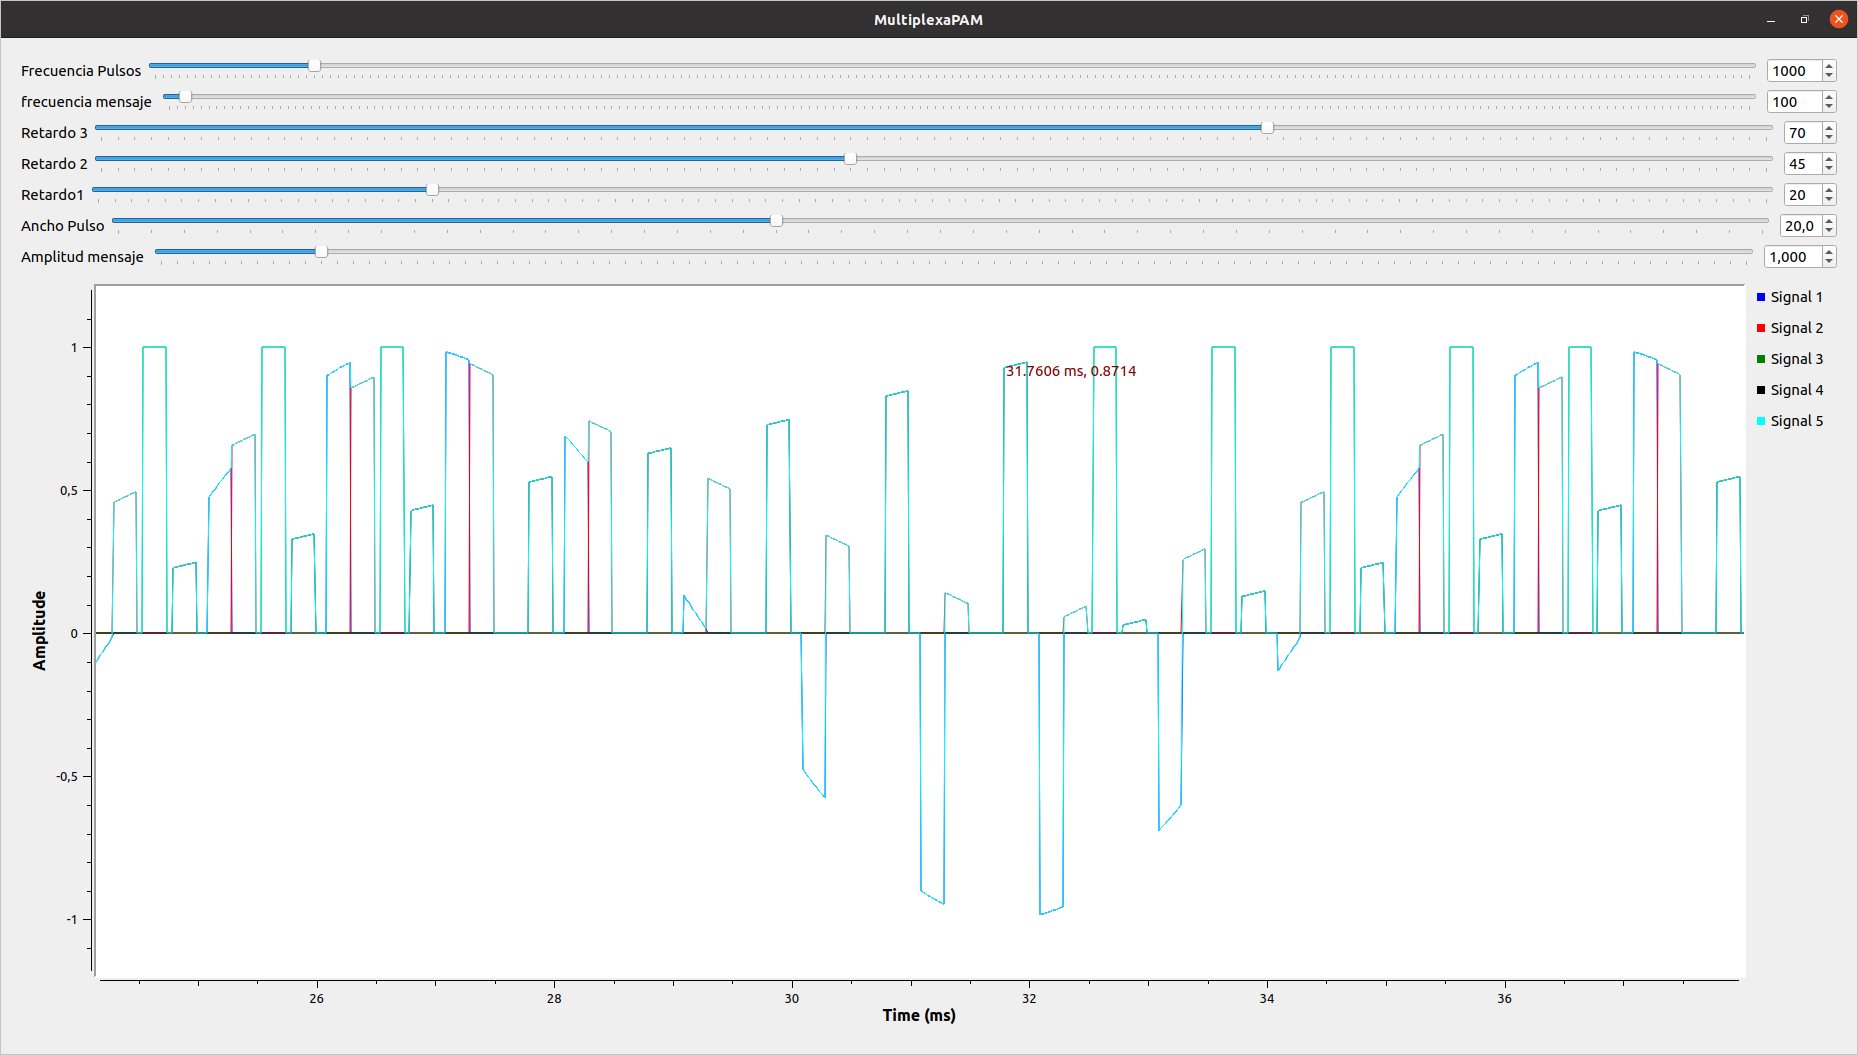 MultiplexaPAM
Frecuencia Pulsos 1000
frecuencia mensaje 100
Retardo 3 70
Retardo 2 45
Retardo1 20
Ancho Pulso 20,0
Amplitud mensaje 1,000
Signal 1
Signal 2
Signal 3
Signal 4
Signal 5
31.7606 ms, 0.8714
1
0,5
0
-0,5
-1
Amplitude
26 28 30 32 34 36
Time (ms)